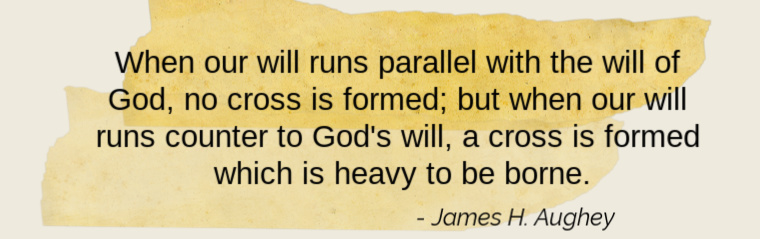 When our will runs parallel with the will of
God, no cross is formed; but when our will
runs counter to God's will, a cross is formed
which is heavy to be borne.
- James H. Aughey